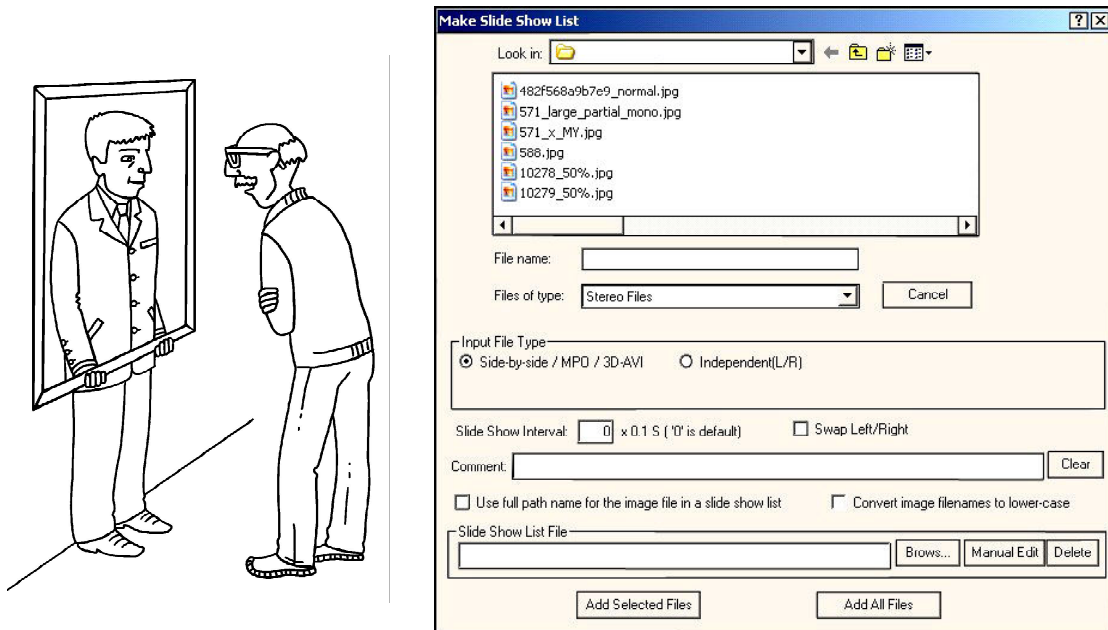 Make Slide Show List
Look in:
482f568a9b7e9_normal.jpg
571_large_partial_mono.jpg
571_x_MY.jpg
588.jpg
10278_50%.jpg
10279_50%.jpg
File name:
Files of type: Stereo Files Cancel
Input File Type
Side-by-side / MPO / 3D-AVI Independent(L/R)
Slide Show Interval: 0 x 0.1 S ( '0' is default) Swap Left/Right
Comment: Clear
Use full path name for the image file in a slide show list Convert image filenames to lower-case
Slide Show List File
Brows... Manual Edit Delete
Add Selected Files Add All Files